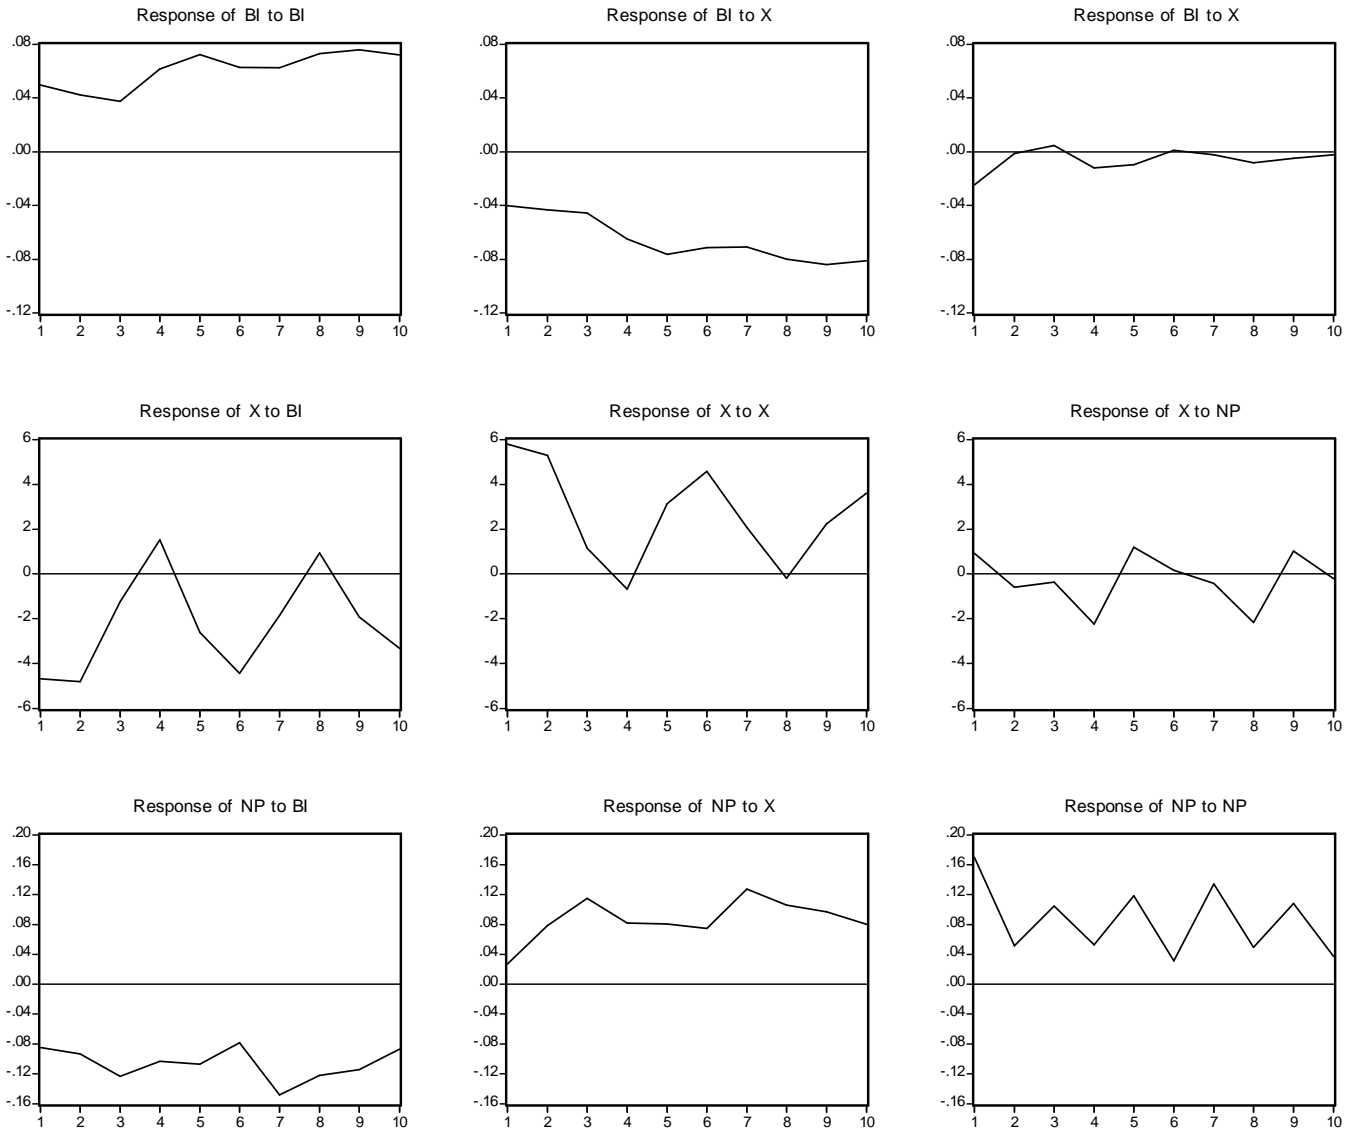 Response of BI to BI
Response of BI to X
Response of BI to X
.08 .08 .08
.04 .04 .04
.00 .00 .00
-.04 -.04 -.04
-.08 -.08 -.08
-.12 -.12 -.12
1 2 3 4 5 6 7 8 9 10 1 2 3 4 5 6 7 8 9 10 1 2 3 4 5 6 7 8 9 10
Response of X to BI
Response of X to X
Response of X to NP
6 6 6
4 4 4
2 2 2
0 0 0
-2 -2 -2
-4 -4 -4
-6 -6 -6
1 2 3 4 5 6 7 8 9 10 1 2 3 4 5 6 7 8 9 10 1 2 3 4 5 6 7 8 9 10
Response of NP to BI
Response of NP to X
Response of NP to NP
.20 .20 .20
.16 .16 .16
.12 .12 .12
.08 .08 .08
.04 .04 .04
.00 .00 .00
-.04 -.04 -.04
-.08 -.08 -.08
-.12 -.12 -.12
-.16 -.16 -.16
1 2 3 4 5 6 7 8 9 10 1 2 3 4 5 6 7 8 9 10 1 2 3 4 5 6 7 8 9 10